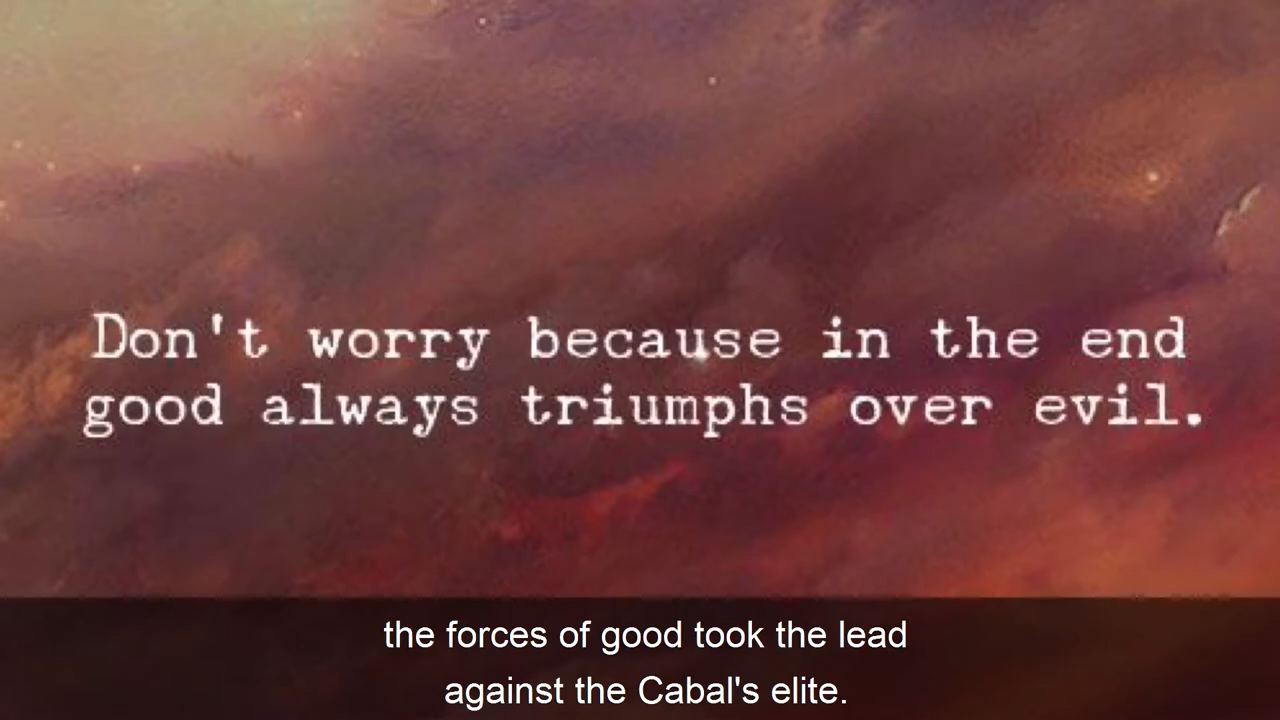 Don't worry because in the end
good always triumphs over evil.
the forces of good took the lead
against the Cabal's elite.